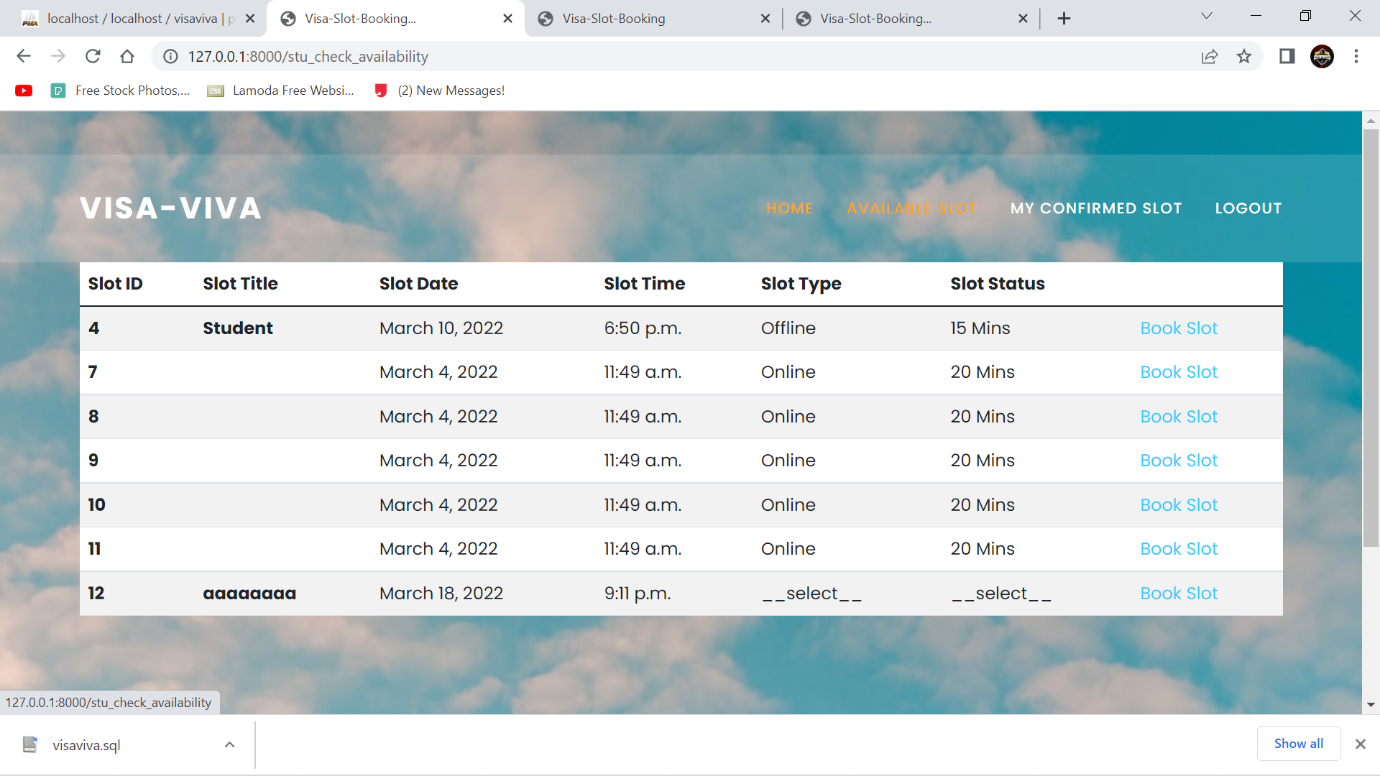 localhost / localhost / visaviva | p
Visa-Slot-Booking...
Visa-Slot-Booking
Visa-Slot-Booking...
127.0.0.1:8000/stu_check_availability
Free Stock Photos,...
Lamoda Free Websi...
(2) New Messages!
VISA-VIVA
HOME
AVAILABLE SLOT
MY CONFIRMED SLOT
LOGOUT
Slot ID Slot Title Slot Date Slot Time Slot Type Slot Status
4 Student March 10, 2022 6:50 p.m. Offline 15 Mins Book Slot
7 March 4, 2022 11:49 a.m. Online 20 Mins Book Slot
8 March 4, 2022 11:49 a.m. Online 20 Mins Book Slot
9 March 4, 2022 11:49 a.m. Online 20 Mins Book Slot
10 March 4, 2022 11:49 a.m. Online 20 Mins Book Slot
11 March 4, 2022 11:49 a.m. Online 20 Mins Book Slot
12 aaaaaaaa March 18, 2022 9:11 p.m. __select__ __select__ Book Slot
127.0.0.1:8000/stu_check_availability
visaviva.sql
Show all